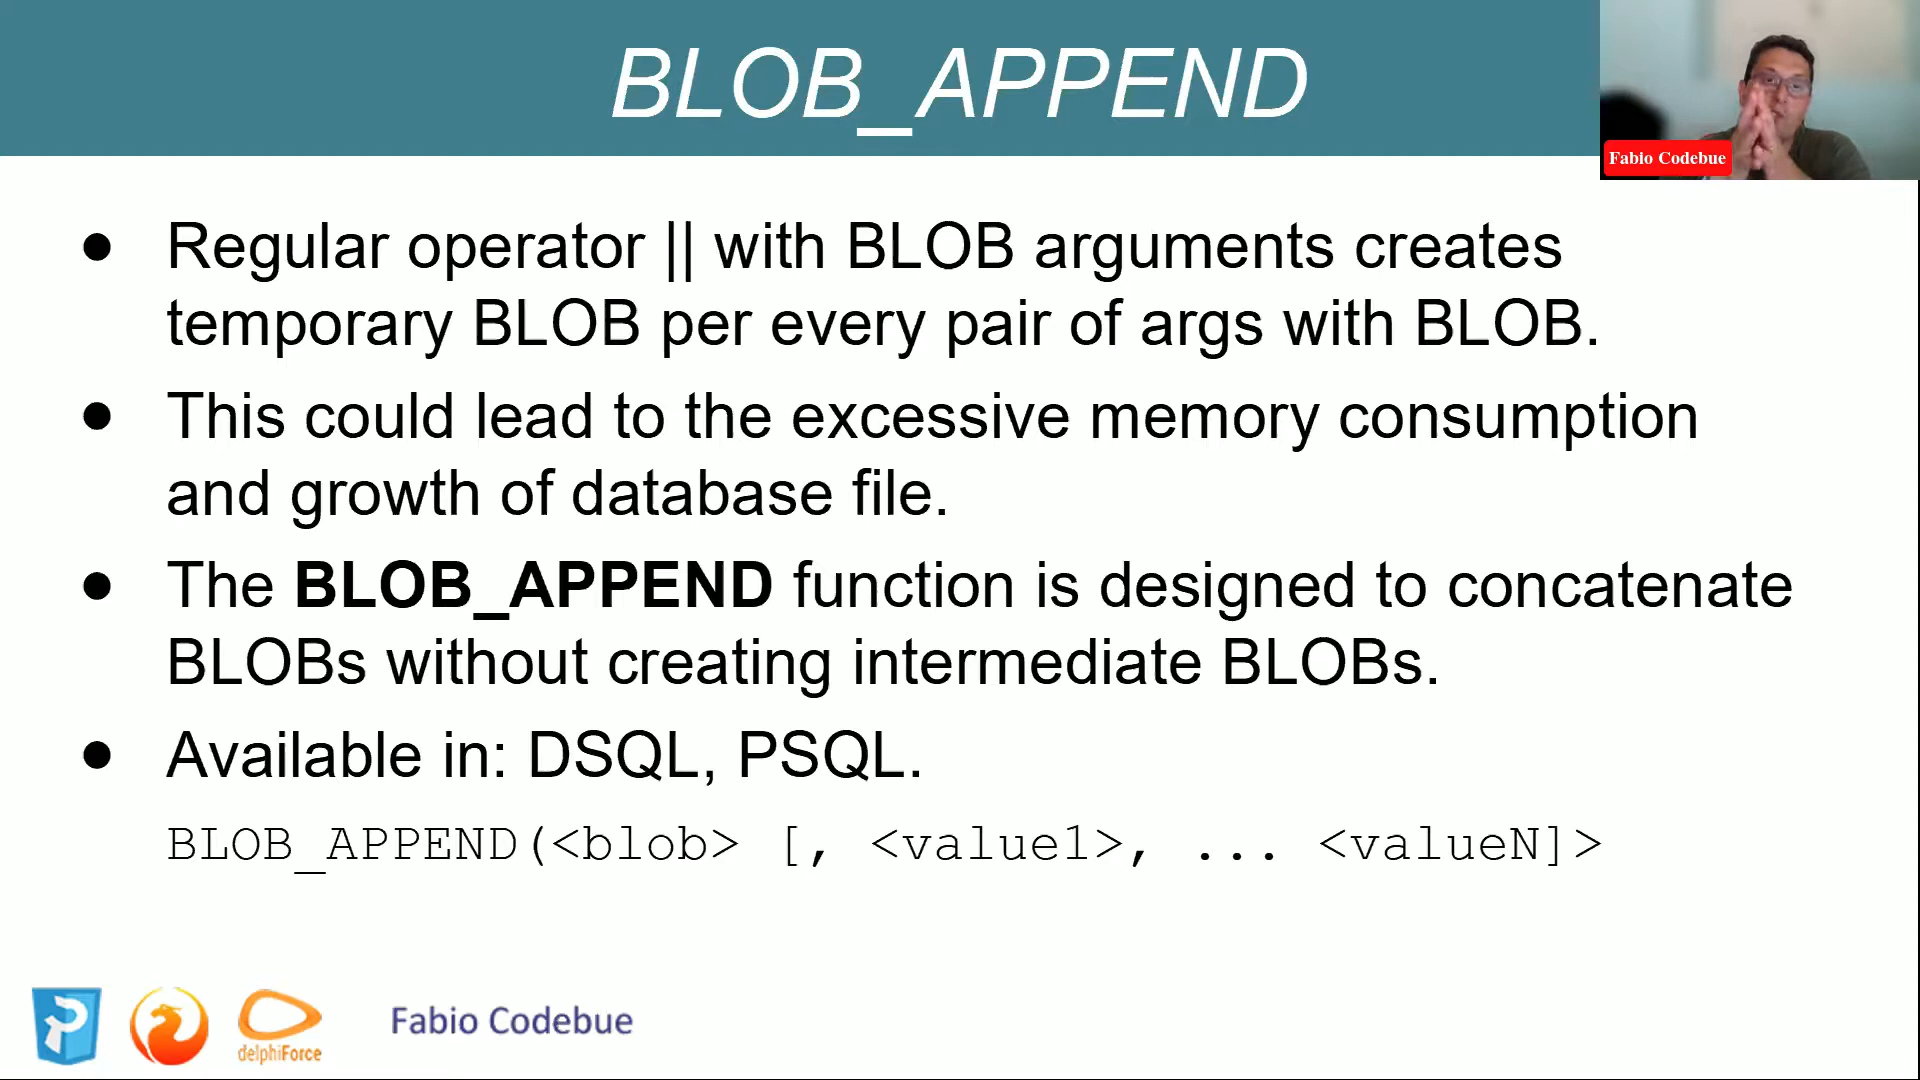 BLOB_APPEND
Fabio Codebue
● Regular operator || with BLOB arguments creates
temporary BLOB per every pair of args with BLOB.
● This could lead to the excessive memory consumption
and growth of database file.
● The BLOB_APPEND function is designed to concatenate
BLOBs without creating intermediate BLOBs.
● Available in: DSQL, PSQL.
BLOB_APPEND(<blob> [, <value1>, ... <valueN]>
delphiForce
Fabio Codebue